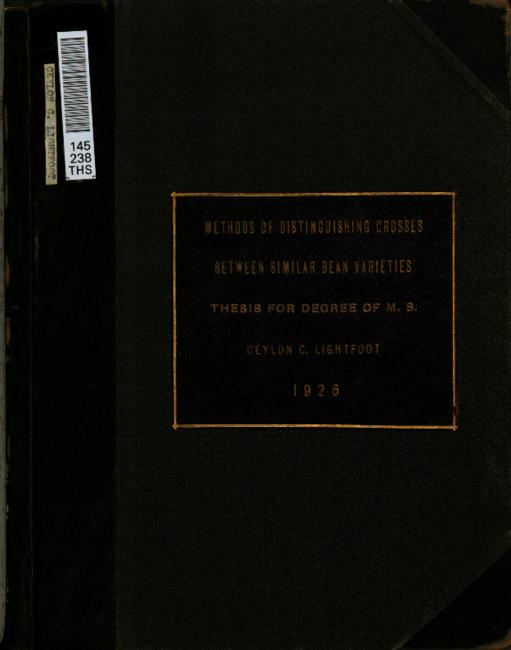 CEYLON C. LIGHTFOOT
145
238
THS
METHODS OF DISTINGUISHING CROSSES
BETWEEN SIMILAR BEAN VARIETIES
THESIS FOR DEGREE OF M. S.
CEYLON C. LIGHTFOOT
1926